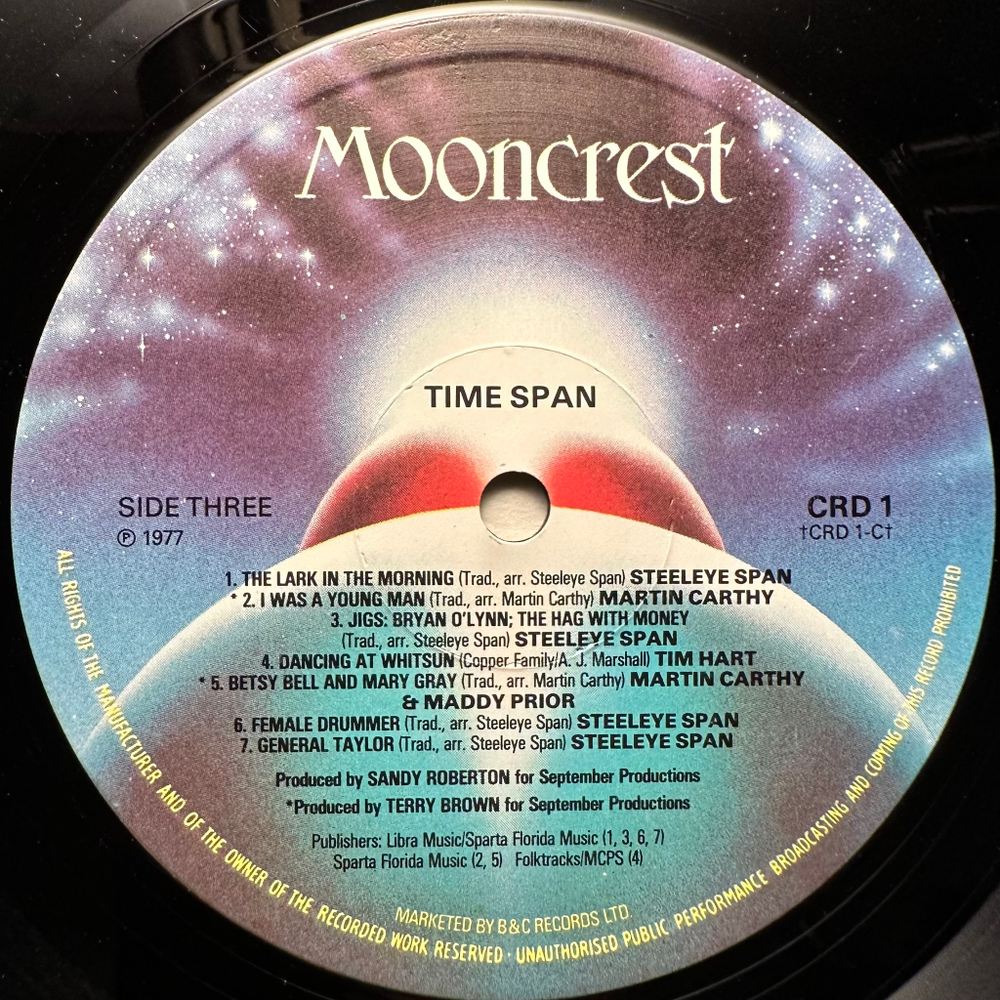 Mooncrest
TIME SPAN
SIDE THREE
℗ 1977
CRD 1
†CRD 1-C†
1. THE LARK IN THE MORNING (Trad., arr. Steeleye Span) STEELEYE SPAN
* 2. I WAS A YOUNG MAN (Trad., arr. Martin Carthy) MARTIN CARTHY
3. JIGS: BRYAN O'LYNN; THE HAG WITH MONEY
(Trad., arr. Steeleye Span) STEELEYE SPAN
4. DANCING AT WHITSUN (Copper Family/A. J. Marshall) TIM HART
* 5. BETSY BELL AND MARY GRAY (Trad., arr. Martin Carthy) MARTIN CARTHY
& MADDY PRIOR
6. FEMALE DRUMMER (Trad., arr. Steeleye Span) STEELEYE SPAN
7. GENERAL TAYLOR (Trad., arr. Steeleye Span) STEELEYE SPAN
Produced by SANDY ROBERTON for September Productions
*Produced by TERRY BROWN for September Productions
Publishers: Libra Music/Sparta Florida Music (1, 3, 6, 7)
Sparta Florida Music (2, 5) Folktracks/MCPS (4)
MARKETED BY B&C RECORDS LTD.
ALL RIGHTS OF THE MANUFACTURER AND OF THE OWNER OF THE RECORDED WORK RESERVED · UNAUTHORISED PUBLIC PERFORMANCE BROADCASTING AND COPYING OF THIS RECORD PROHIBITED